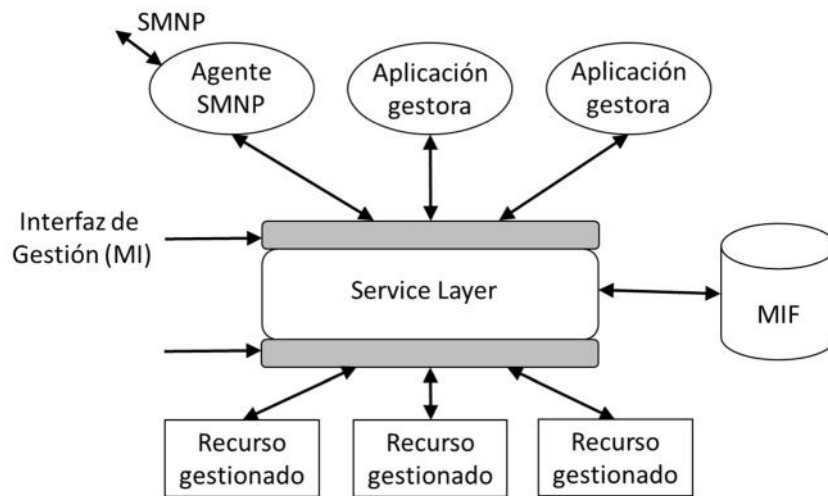 SMNP
Agente
SMNP
Aplicación
gestora
Aplicación
gestora
Interfaz de
Gestión (MI)
Service Layer
MIF
Recurso
gestionado
Recurso
gestionado
Recurso
gestionado